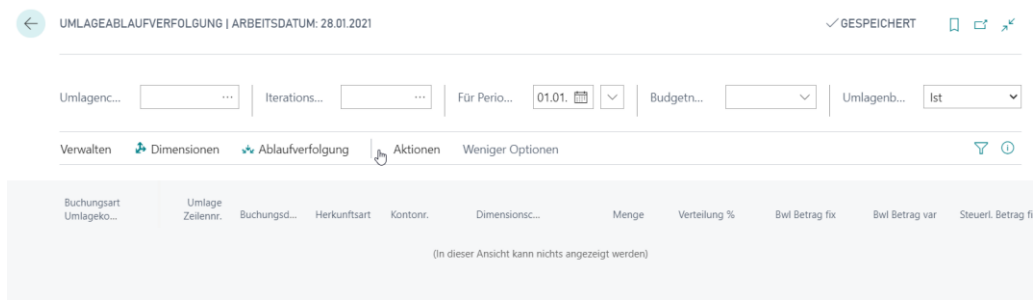 UMLAGEABLAUFVERFOLGUNG | ARBEITSDATUM: 28.01.2021
GESPEICHERT
Umlagenc... ... Iterations... ... Für Perio... 01.01. Budgetn... Umlagenb... Ist
Verwalten Dimensionen Ablaufverfolgung Aktionen Weniger Optionen
Buchungsart Umlage
Umlageko... Zeilennr. Buchungsd... Herkunftsart Kontonr. Dimensionsc... Menge Verteilung % Bwl Betrag fix Bwl Betrag var Steuerl. Betrag fi
(In dieser Ansicht kann nichts angezeigt werden)